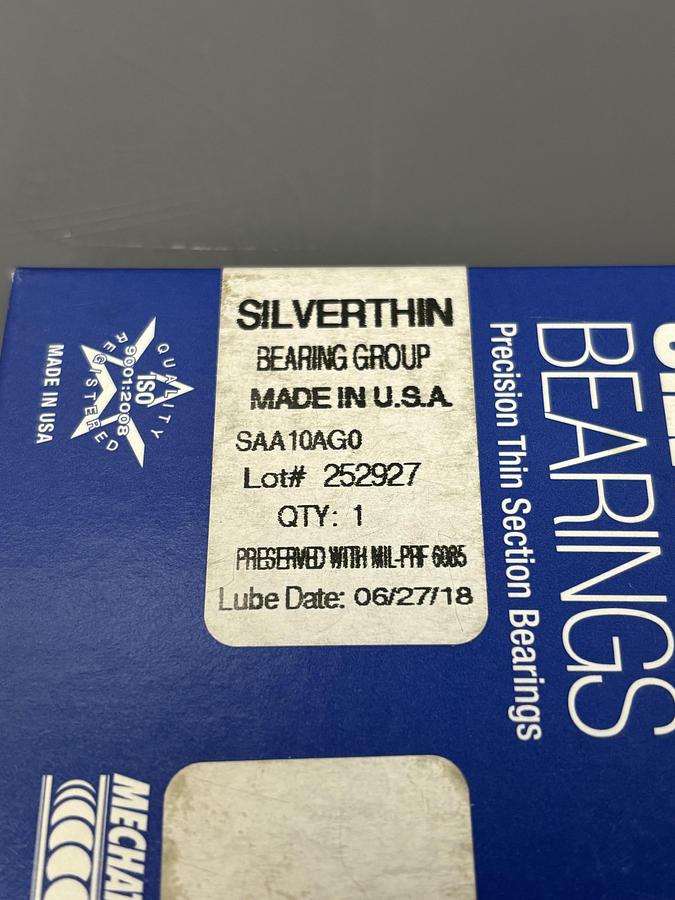 SILVERTHIN
BEARING GROUP
MADE IN U.S.A.
SAA10AG0
Lot# 252927
QTY: 1
PRESERVED WITH MIL-PRF 6085
Lube Date: 06/27/18
BEARINGS
Precision Thin Section Bearings
QUALITY
ISO
9001:2008
REGISTERED
MADE IN USA